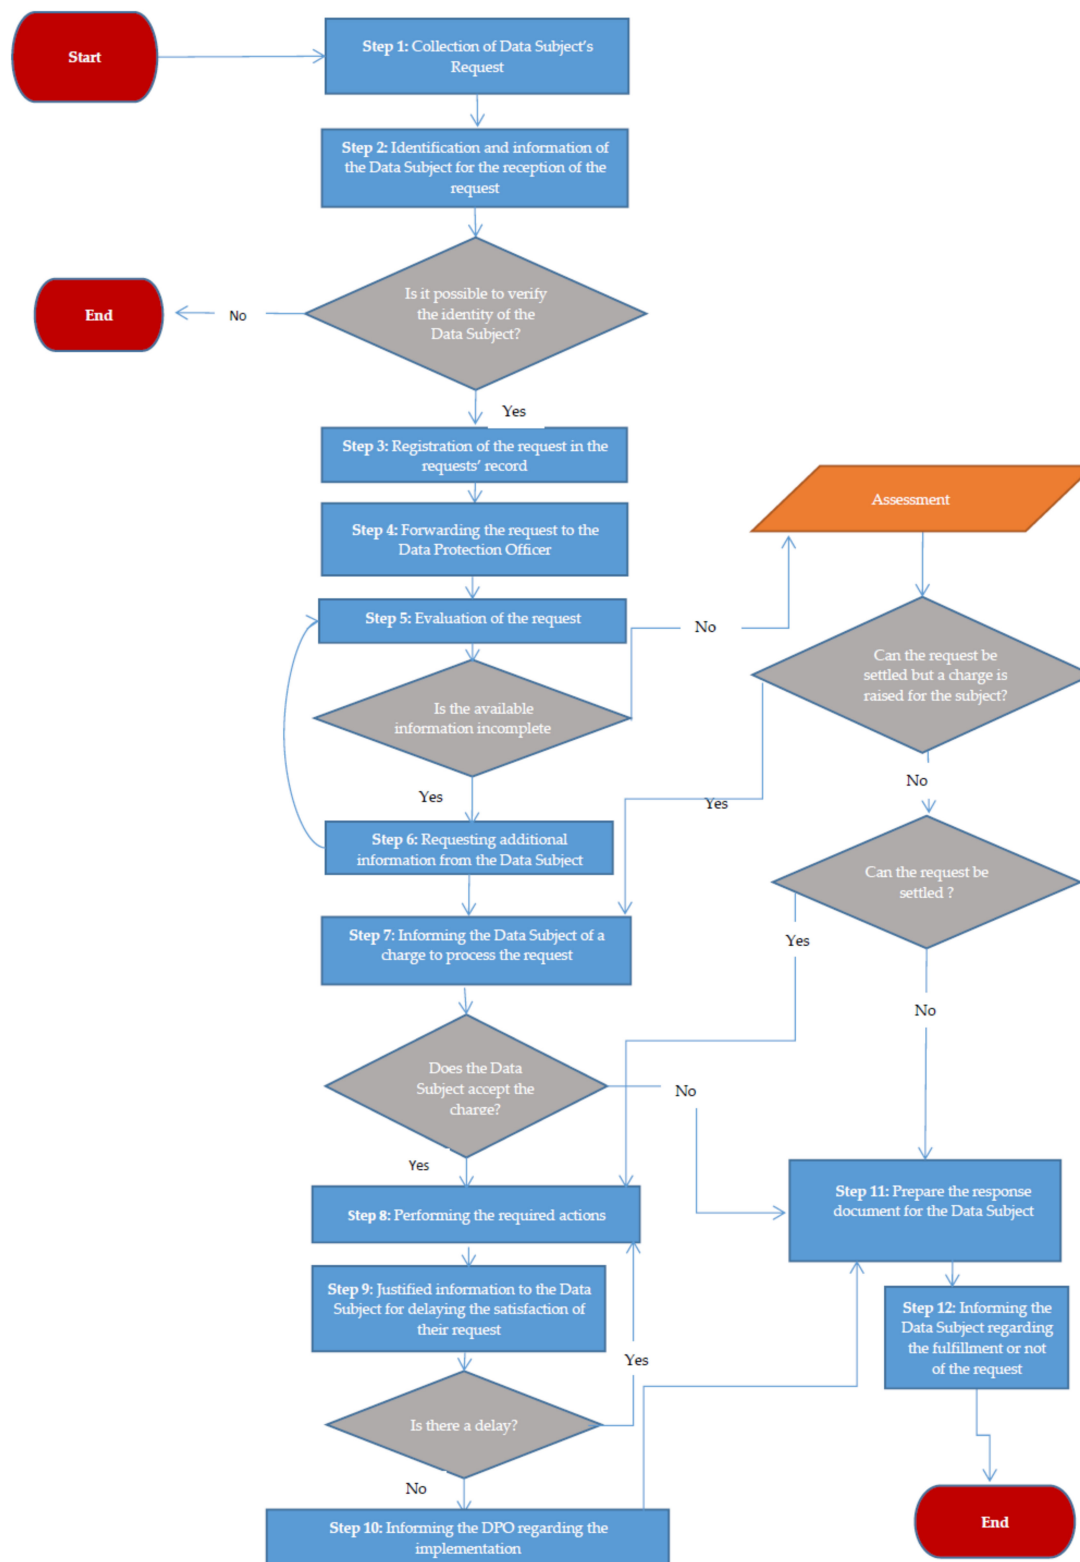 Start
Step 1: Collection of Data Subject's
Request
Step 2: Identification and information of
the Data Subject for the reception of the
request
Is it possible to verify
the identity of the
Data Subject?
No
End
Yes
Step 3: Registration of the request in the
requests' record
Step 4: Forwarding the request to the
Data Protection Officer
Step 5: Evaluation of the request
Is the available
information incomplete
No
Assessment
Can the request be
settled but a charge is
raised for the subject?
Yes
No
Yes
Step 6: Requesting additional
information from the Data Subject
Can the request be
settled ?
Yes
No
Step 7: Informing the Data Subject of a
charge to process the request
Does the Data
Subject accept the
charge?
No
Yes
Step 8: Performing the required actions
Step 9: Justified information to the Data
Subject for delaying the satisfaction of
their request
Is there a delay?
Yes
No
Step 10: Informing the DPO regarding the
implementation
Step 11: Prepare the response
document for the Data Subject
Step 12: Informing the
Data Subject regarding
the fulfillment or not
of the request
End